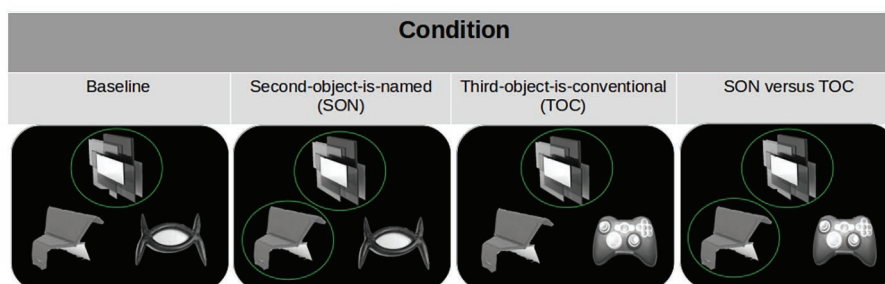 Condition
Baseline
Second-object-is-named
(SON)
Third-object-is-conventional
(TOC)
SON versus TOC